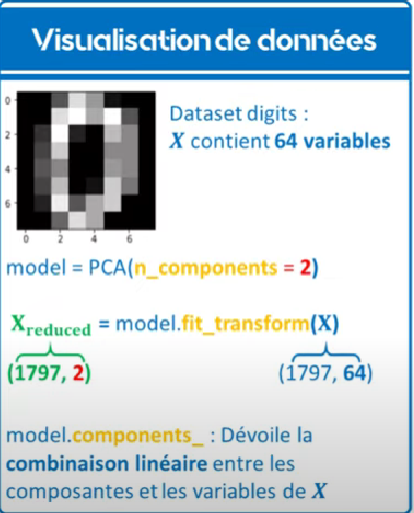 Visualisation de données
0
2
4
6
0 2 4 6
Dataset digits :
X contient 64 variables
model = PCA(n_components = 2)
Xreduced = model.fit_transform(X)
(1797, 2) (1797, 64)
model.components_ : Dévoile la
combinaison linéaire entre les
composantes et les variables de X